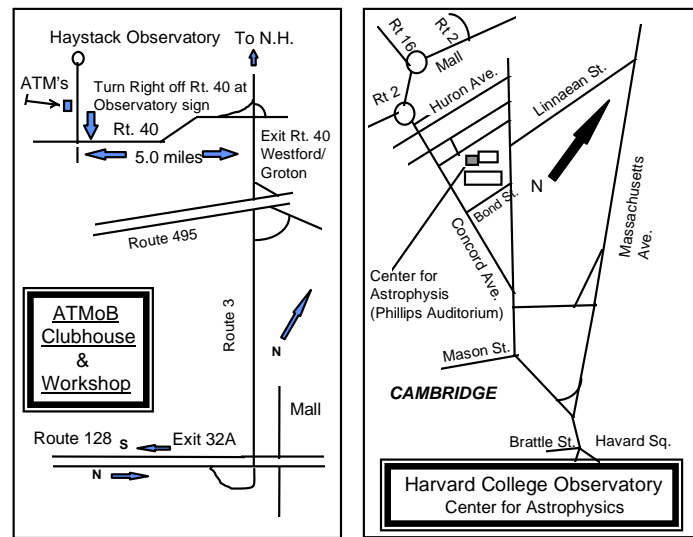 Haystack Observatory
To N.H.
ATM's
Turn Right off Rt. 40 at
Observatory sign
Rt. 40
5.0 miles
Exit Rt. 40
Westford/
Groton
Route 495
Route 3
N
ATMoB
Clubhouse
&
Workshop
Mall
Route 128
S
Exit 32A
N
Rt 16
Rt 2
Mall
Rt 2
Huron Ave.
Linnaean St.
N
Bond St.
Concord Ave.
Massachusetts
Ave.
Center for
Astrophysis
(Phillips Auditorium)
Mason St.
CAMBRIDGE
Brattle St.
Havard Sq.
Harvard College Observatory
Center for Astrophysics